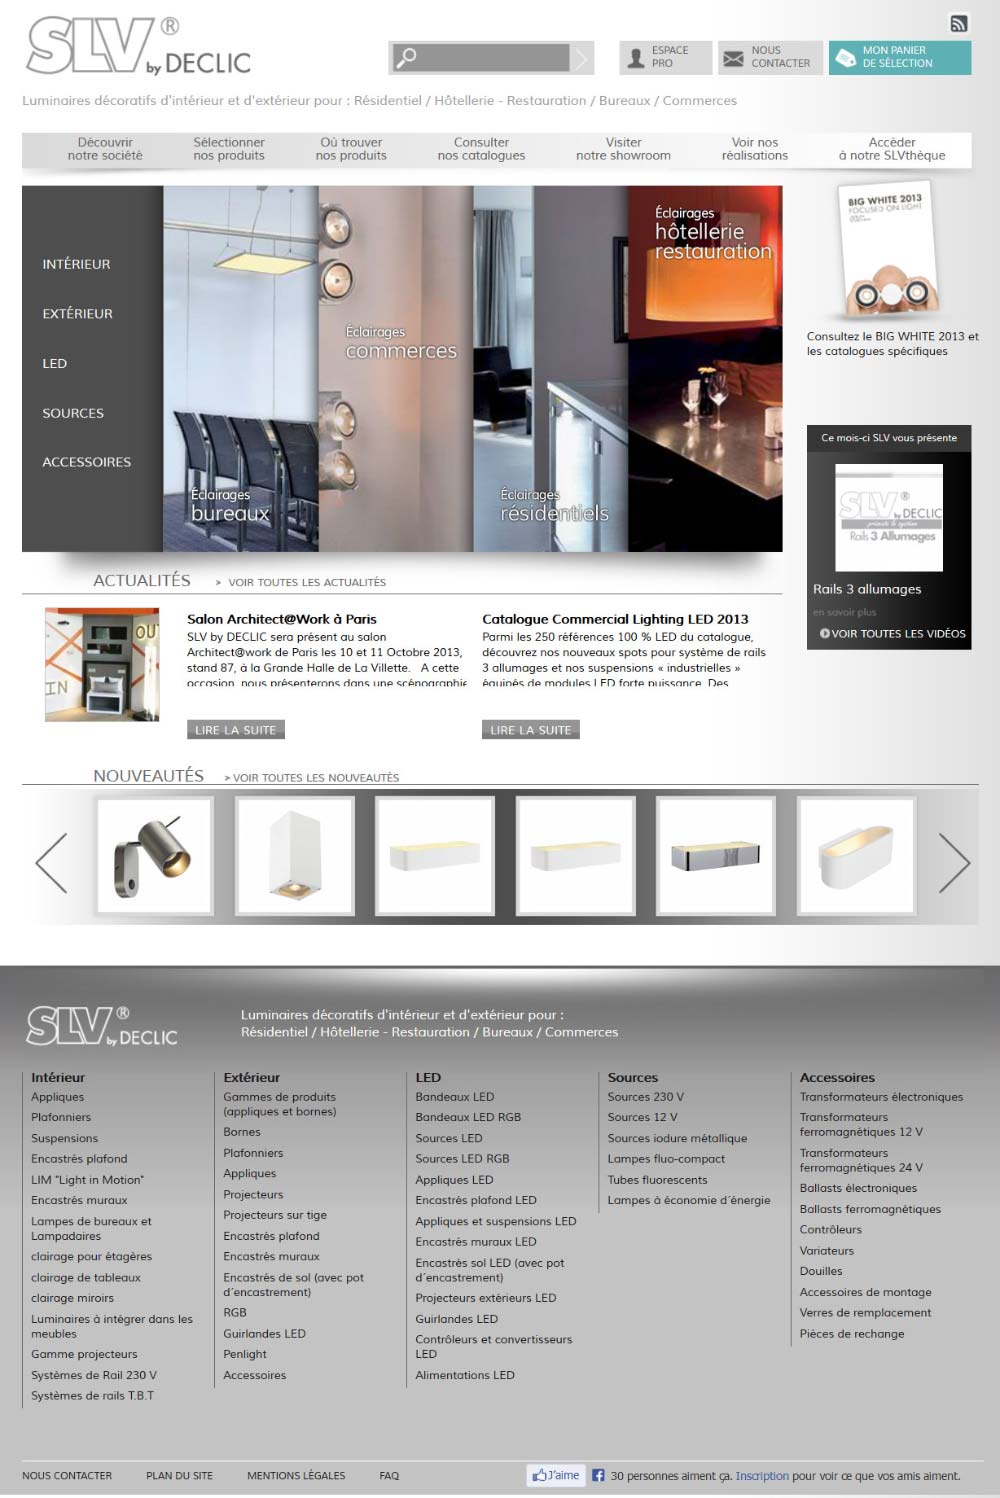 SLV® by DECLIC
ESPACE
PRO
NOUS
CONTACTER
MON PANIER
DE SÉLECTION
Luminaires décoratifs d'intérieur et d'extérieur pour : Résidentiel / Hôtellerie - Restauration / Bureaux / Commerces
Découvrir
notre société
Sélectionner
nos produits
Où trouver
nos produits
Consulter
nos catalogues
Visiter
notre showroom
Voir nos
réalisations
Accèder
à notre SLVthèque
INTÉRIEUR
EXTÉRIEUR
LED
SOURCES
ACCESSOIRES
Éclairages
bureaux
Éclairages
commerces
Éclairages
résidentiels
Éclairages
hôtellerie
restauration
BIG WHITE 2013
FOCUSED ON LIGHT
Consultez le BIG WHITE 2013 et
les catalogues spécifiques
Ce mois-ci SLV vous présente
SLV® by DECLIC
présente le système
Rails 3 Allumages
Rails 3 allumages
en savoir plus
VOIR TOUTES LES VIDÉOS
ACTUALITÉS > VOIR TOUTES LES ACTUALITÉS
OU
IN
Salon Architect@Work à Paris
SLV by DECLIC sera présent au salon
Architect@work de Paris les 10 et 11 Octobre 2013,
stand 87, à la Grande Halle de La Villette. A cette
occasion, nous présenterons dans une scénographie
LIRE LA SUITE
Catalogue Commercial Lighting LED 2013
Parmi les 250 références 100 % LED du catalogue,
découvrez nos nouveaux spots pour système de rails
3 allumages et nos suspensions « industrielles »
équipés de modules LED forte puissance. Des
LIRE LA SUITE
NOUVEAUTÉS > VOIR TOUTES LES NOUVEAUTÉS
SLV® by DECLIC
Luminaires décoratifs d'intérieur et d'extérieur pour :
Résidentiel / Hôtellerie - Restauration / Bureaux / Commerces
Intérieur
Appliques
Plafonniers
Suspensions
Encastrés plafond
LIM "Light in Motion"
Encastrés muraux
Lampes de bureaux et
Lampadaires
clairage pour étagères
clairage de tableaux
clairage miroirs
Luminaires à intégrer dans les
meubles
Gamme projecteurs
Systèmes de Rail 230 V
Systèmes de rails T.B.T
Extérieur
Gammes de produits
(appliques et bornes)
Bornes
Plafonniers
Appliques
Projecteurs
Projecteurs sur tige
Encastrés plafond
Encastrés muraux
Encastrés de sol (avec pot
d´encastrement)
RGB
Guirlandes LED
Penlight
Accessoires
LED
Bandeaux LED
Bandeaux LED RGB
Sources LED
Sources LED RGB
Appliques LED
Encastrés plafond LED
Appliques et suspensions LED
Encastrés muraux LED
Encastrés sol LED (avec pot
d´encastrement)
Projecteurs extérieurs LED
Guirlandes LED
Contrôleurs et convertisseurs
LED
Alimentations LED
Sources
Sources 230 V
Sources 12 V
Sources iodure métallique
Lampes fluo-compact
Tubes fluorescents
Lampes à économie d´énergie
Accessoires
Transformateurs électroniques
Transformateurs
ferromagnétiques 12 V
Transformateurs
ferromagnétiques 24 V
Ballasts électroniques
Ballasts ferromagnétiques
Contrôleurs
Variateurs
Douilles
Accessoires de montage
Verres de remplacement
Pièces de rechange
NOUS CONTACTER
PLAN DU SITE
MENTIONS LÉGALES
FAQ
J'aime
30 personnes aiment ça. Inscription pour voir ce que vos amis aiment.